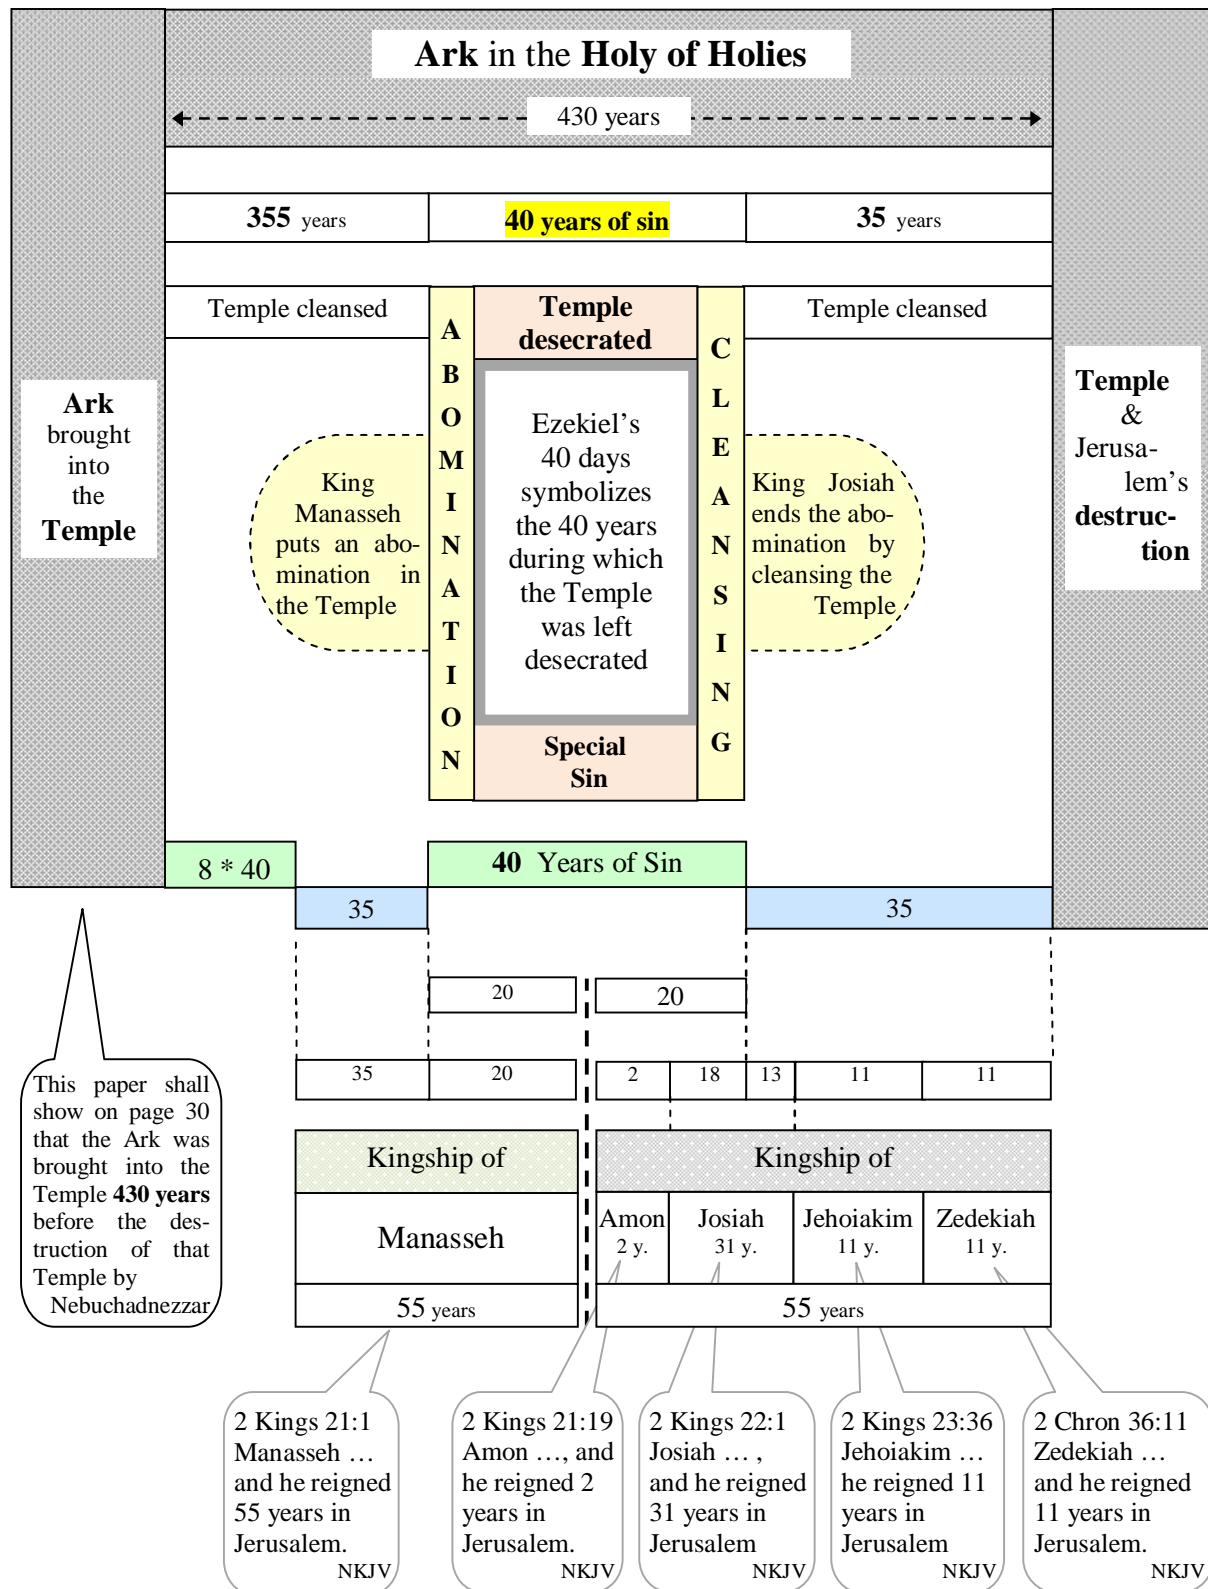 Ark in the Holy of Holies
430 years
355 years
40 years of sin
35 years
Temple cleansed
Temple
desecrated
Temple cleansed
A
B
O
M
I
N
A
T
I
O
N
C
L
E
A
N
S
I
N
G
Ark
brought
into
the
Temple
King
Manasseh
puts an abo-
mination in
the Temple
Ezekiel’s
40 days
symbolizes
the 40 years
during which
the Temple
was left
desecrated
King Josiah
ends the abo-
mination by
cleansing the
Temple
Temple
&
Jerusa-
lem’s
destruc-
tion
Special
Sin
8 * 40
40 Years of Sin
35
35
20
20
35
20
2
18
13
11
11
This paper shall
show on page 30
that the Ark was
brought into the
Temple 430 years
before the des-
truction of that
Temple by
Nebuchadnezzar
Kingship of
Kingship of
Manasseh
Amon
2 y.
Josiah
31 y.
Jehoiakim
11 y.
Zedekiah
11 y.
55 years
55 years
2 Kings 21:1
Manasseh …
and he reigned
55 years in
Jerusalem.
NKJV
2 Kings 21:19
Amon …, and
he reigned 2
years in
Jerusalem.
NKJV
2 Kings 22:1
Josiah … ,
and he reigned
31 years in
Jerusalem
NKJV
2 Kings 23:36
Jehoiakim …
he reigned 11
years in
Jerusalem
NKJV
2 Chron 36:11
Zedekiah …
and he reigned
11 years in
Jerusalem.
NKJV